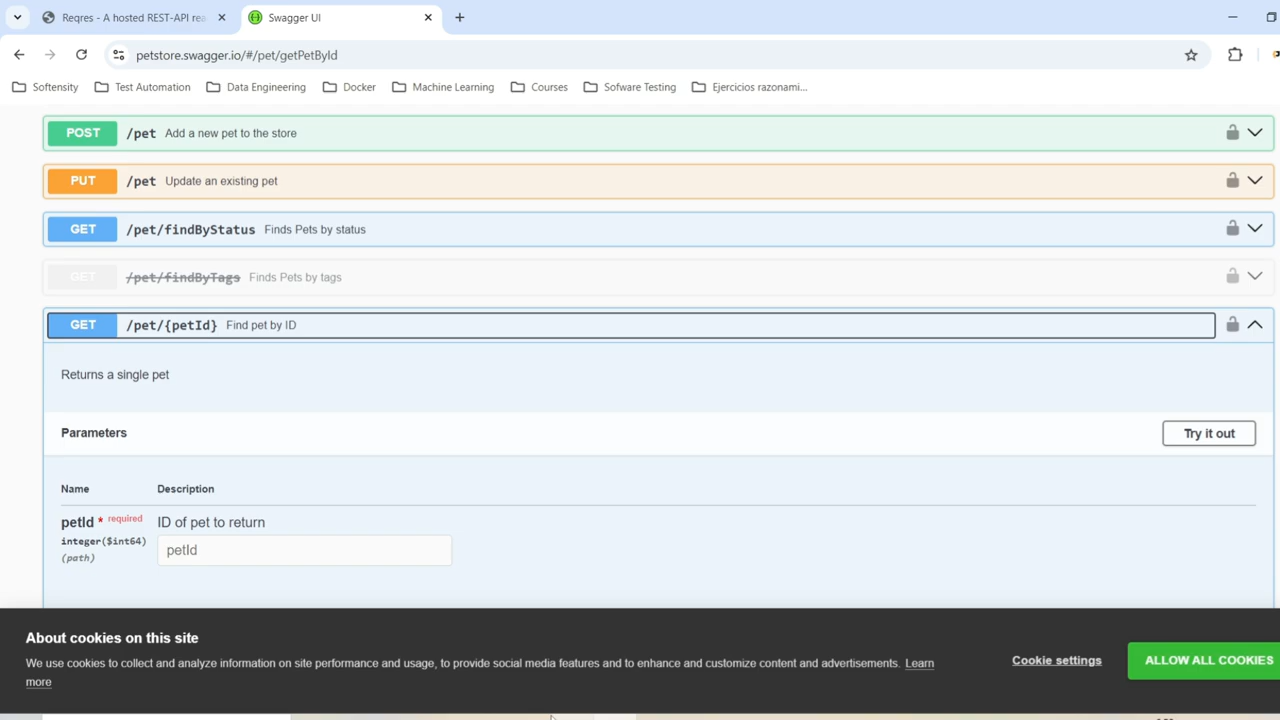 Reqres - A hosted REST-API rea
Swagger UI
petstore.swagger.io/#/pet/getPetById
Softensity
Test Automation
Data Engineering
Docker
Machine Learning
Courses
Sofware Testing
Ejercicios razonami...
POST /pet Add a new pet to the store
PUT /pet Update an existing pet
GET /pet/findByStatus Finds Pets by status
GET /pet/findByTags Finds Pets by tags
GET /pet/{petId} Find pet by ID
Returns a single pet
Parameters
Try it out
Name Description
petId * required ID of pet to return
integer($int64)
petId
(path)
About cookies on this site
We use cookies to collect and analyze information on site performance and usage, to provide social media features and to enhance and customize content and advertisements. Learn
more
Cookie settings
ALLOW ALL COOKIES